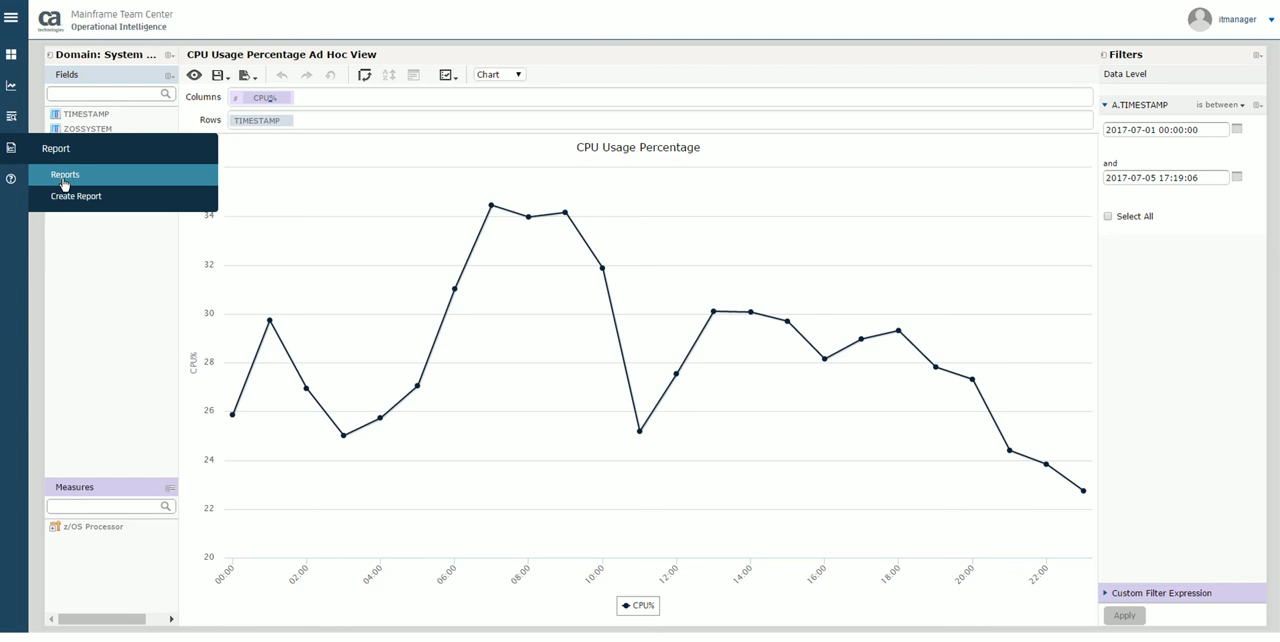 ca
technologies
Mainframe Team Center
Operational Intelligence
itmanager
Domain: System ...
Fields
TIMESTAMP
ZOSSYSTEM
Report
Reports
Create Report
Measures
z/OS Processor
CPU Usage Percentage Ad Hoc View
Chart
Columns
# CPU%
Rows
TIMESTAMP
CPU Usage Percentage
34
32
30
28
26
24
22
20
CPU%
00:00
02:00
04:00
06:00
08:00
10:00
12:00
14:00
16:00
18:00
20:00
22:00
CPU%
Filters
Data Level
A.TIMESTAMP is between
2017-07-01 00:00:00
and
2017-07-05 17:19:06
Select All
Custom Filter Expression
Apply